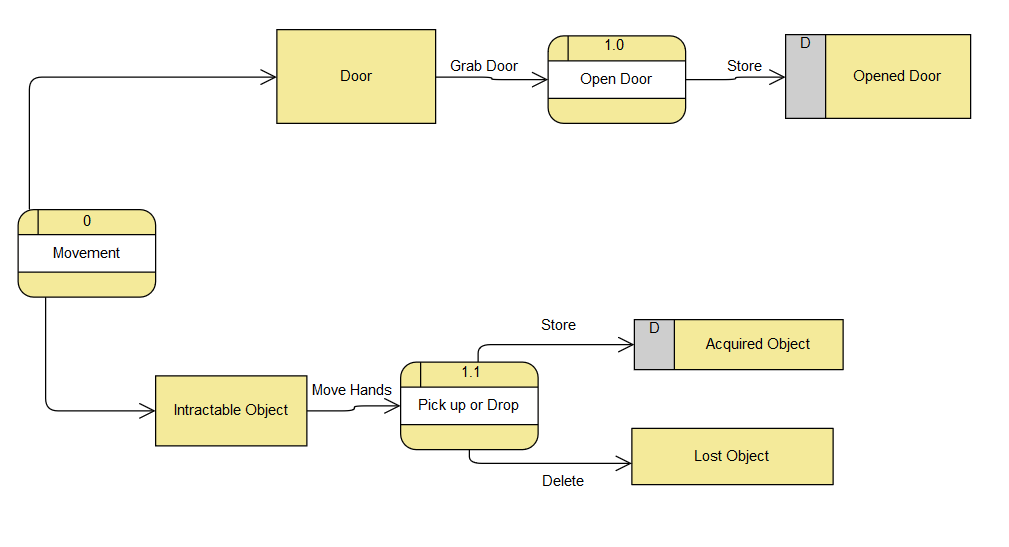 1.0
D
Door
Grab Door
Open Door
Store
Opened Door
0
Movement
Store
D
Acquired Object
1.1
Intractable Object
Move Hands
Pick up or Drop
Lost Object
Delete